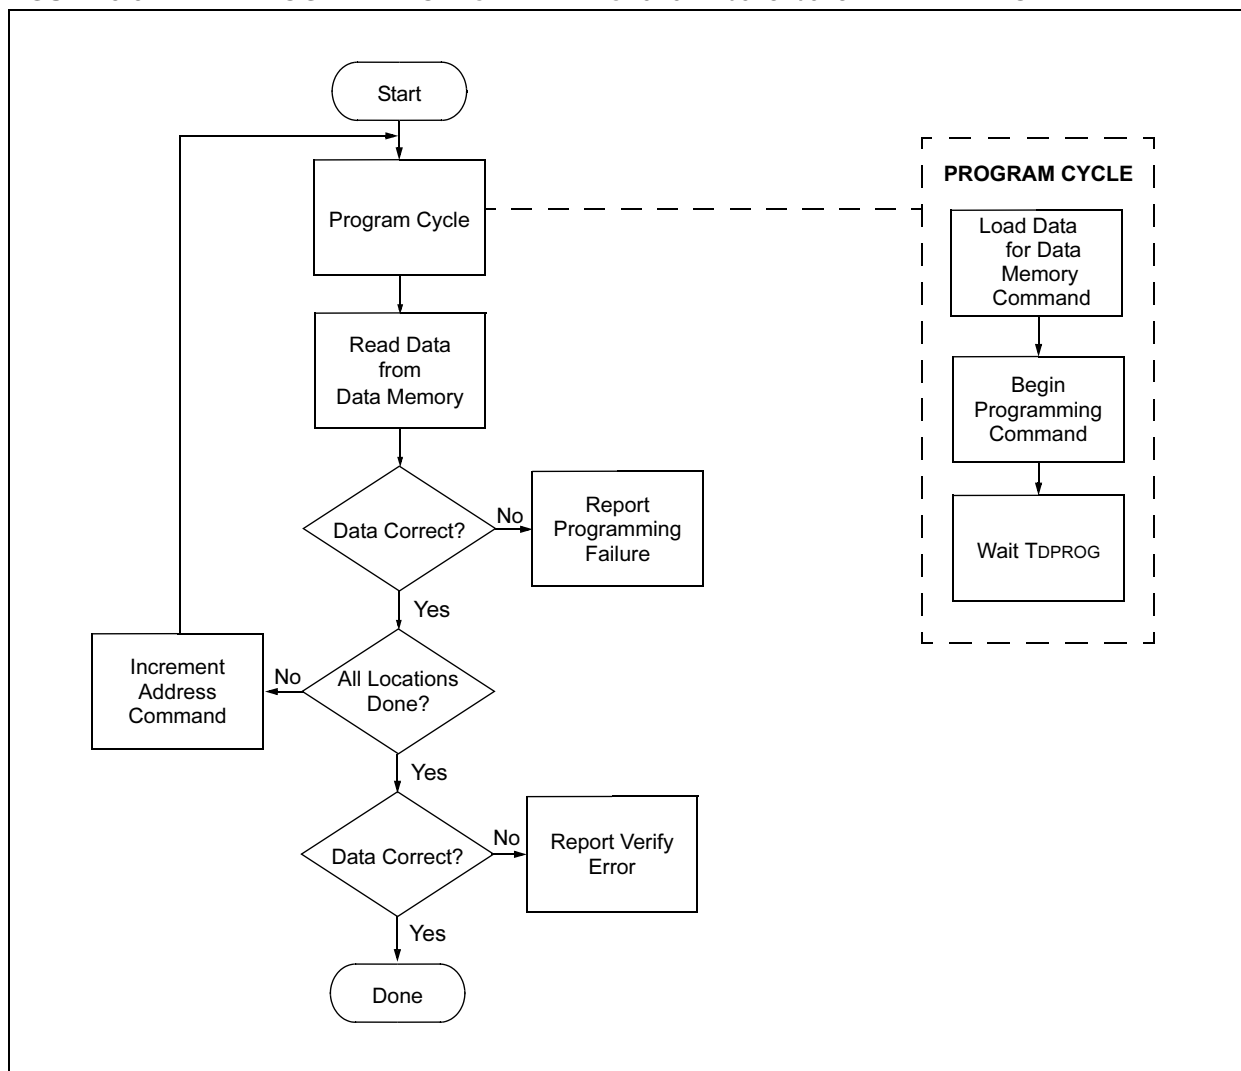 Start
Program Cycle
Read Data
from
Data Memory
Data Correct?
No
Report
Programming
Failure
Yes
All Locations
Done?
No
Increment
Address
Command
Yes
Data Correct?
No
Report Verify
Error
Yes
Done
PROGRAM CYCLE
Load Data
for Data
Memory
Command
Begin
Programming
Command
Wait TDPROG